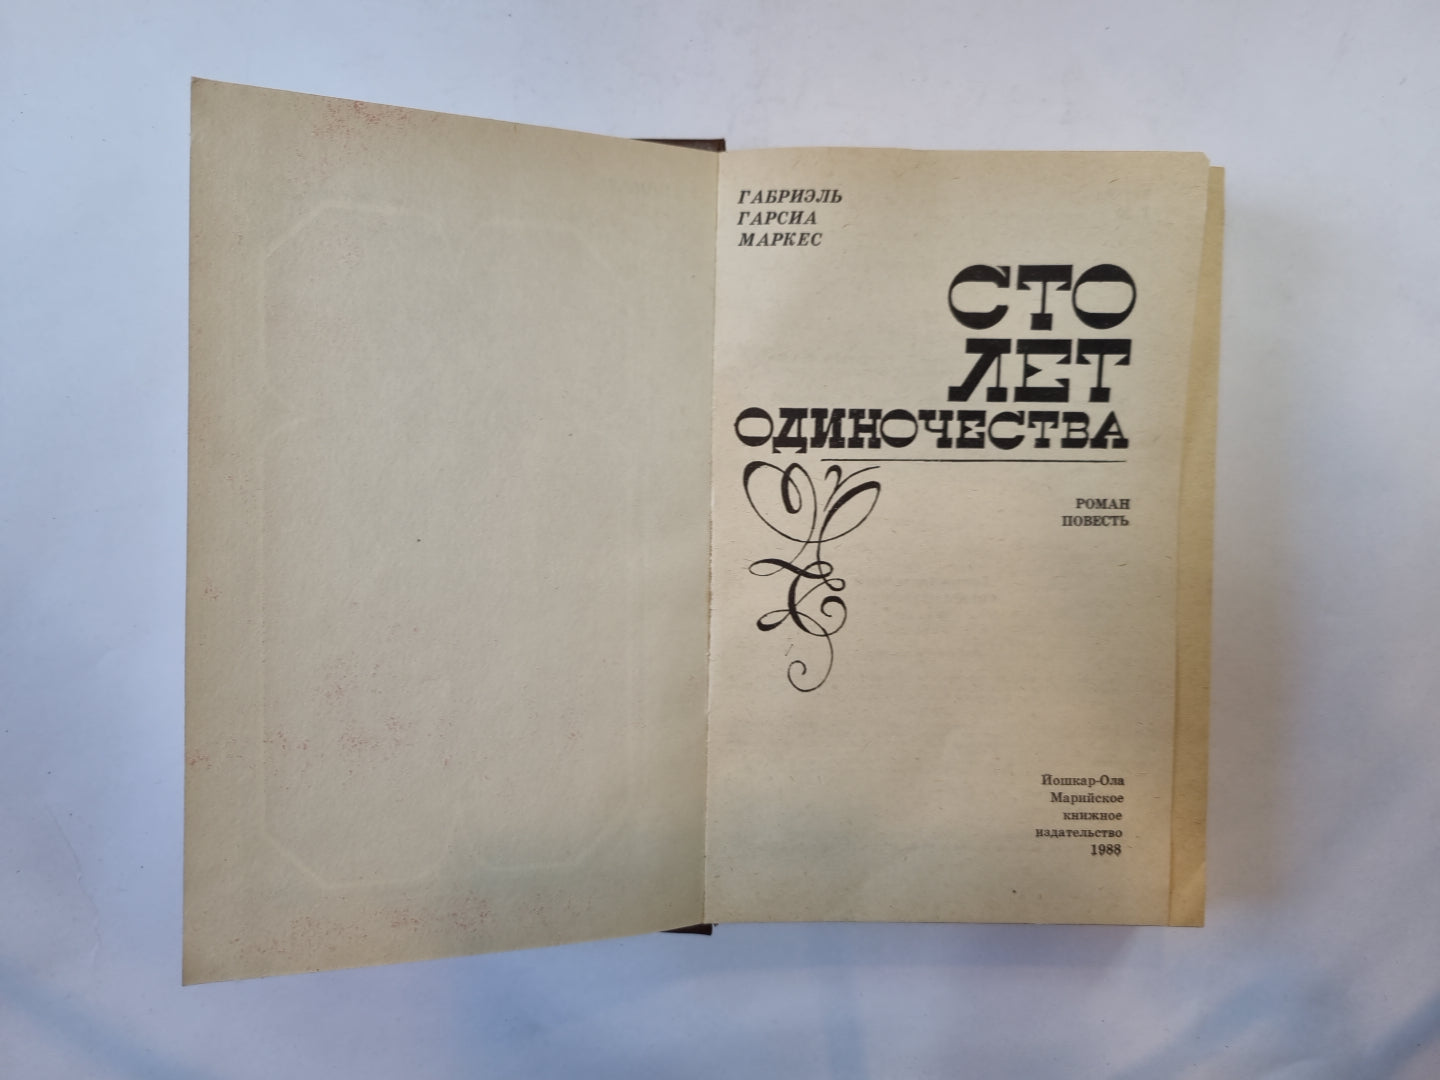 ГАБРИЭЛЬ
ГАРСИА
МАРКЕС
СТО
ЛЕТ
ОДИНОЧЕСТВА
РОМАН
ПОВЕСТЬ
Йошкар-Ола
Марийское
книжное
издательство
1988